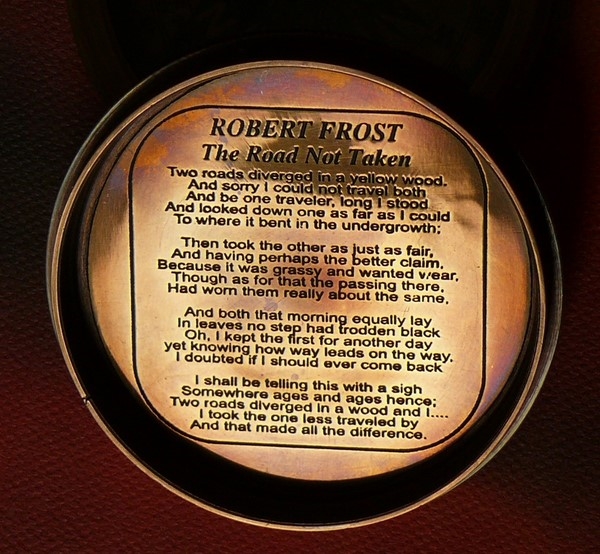 ROBERT FROST
The Road Not Taken
Two roads diverged in a yellow wood.
And sorry I could not travel both
And be one traveler, long I stood
And looked down one as far as I could
To where it bent in the undergrowth;
Then took the other as just as fair,
And having perhaps the better claim,
Because it was grassy and wanted wear,
Though as for that the passing there,
Had worn them really about the same.
And both that morning equally lay
In leaves no step had trodden black
Oh, I kept the first for another day
yet knowing how way leads on the way.
I doubted if I should ever come back
I shall be telling this with a sigh
Somewhere ages and ages hence;
Two roads diverged in a wood and I....
I took the one less traveled by
And that made all the difference.